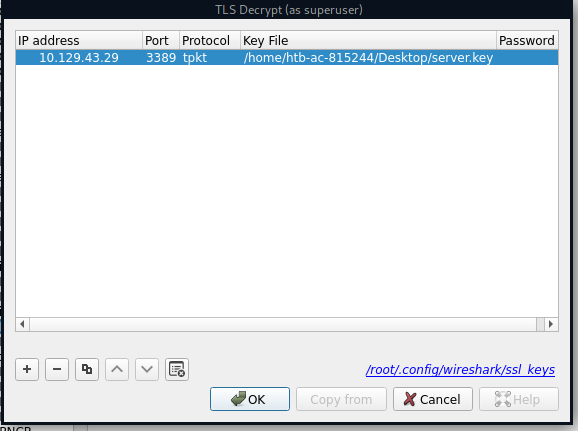 TLS Decrypt (as superuser)
IP address Port Protocol Key File Password
10.129.43.29 3389 tpkt /home/htb-ac-815244/Desktop/server.key
/root/.config/wireshark/ssl_keys
OK Copy from Cancel Help